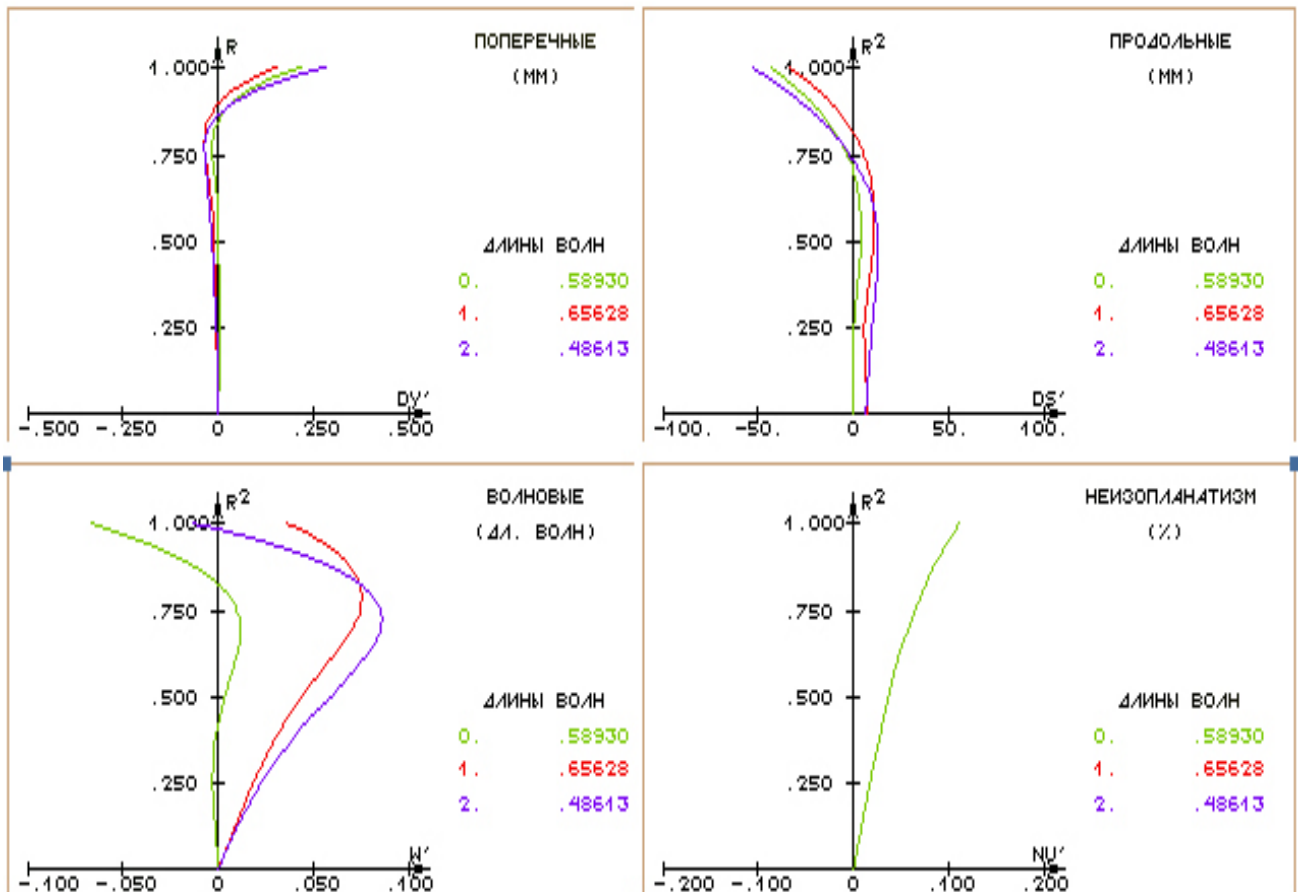 R
ПОПЕРЕЧНЫЕ
(ММ)
1.000
.750
.500
.250
ДЛИНЫ ВОЛН
0. .58930
1. .65628
2. .48613
DY'
-.500 -.250 0 .250 .500
R2
ПРОДОЛЬНЫЕ
(ММ)
1.000
.750
.500
.250
ДЛИНЫ ВОЛН
0. .58930
1. .65628
2. .48613
DS'
-100. -50. 0 50. 100.
R2
ВОЛНОВЫЕ
(ДЛ. ВОЛН)
1.000
.750
.500
.250
ДЛИНЫ ВОЛН
0. .58930
1. .65628
2. .48613
W'
-.100 -.050 0 .050 .100
R2
НЕИЗОПЛАНАТИЗМ
(%)
1.000
.750
.500
.250
ДЛИНЫ ВОЛН
0. .58930
1. .65628
2. .48613
NU'
-.200 -.100 0 .100 .200